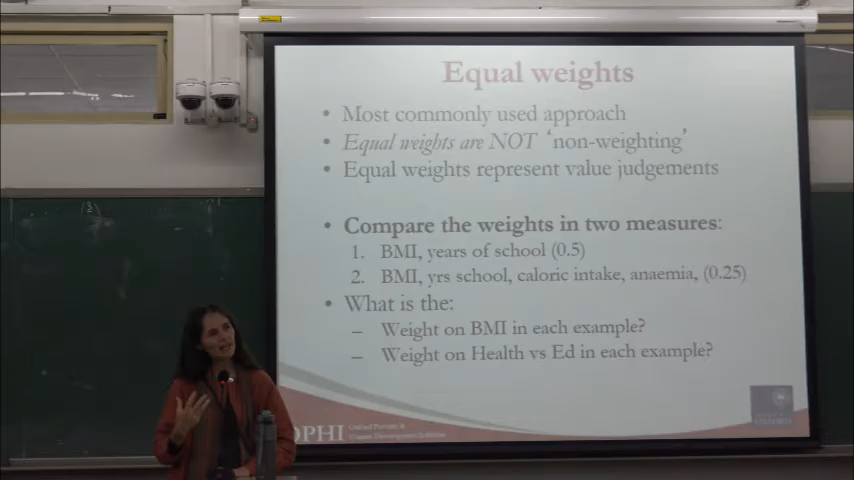 Equal weights
• Most commonly used approach
• Equal weights are NOT 'non-weighting'
• Equal weights represent value judgements
• Compare the weights in two measures:
1. BMI, years of school (0.5)
2. BMI, yrs school, caloric intake, anaemia, (0.25)
• What is the:
– Weight on BMI in each example?
– Weight on Health vs Ed in each example?
OPHI
OXFORD